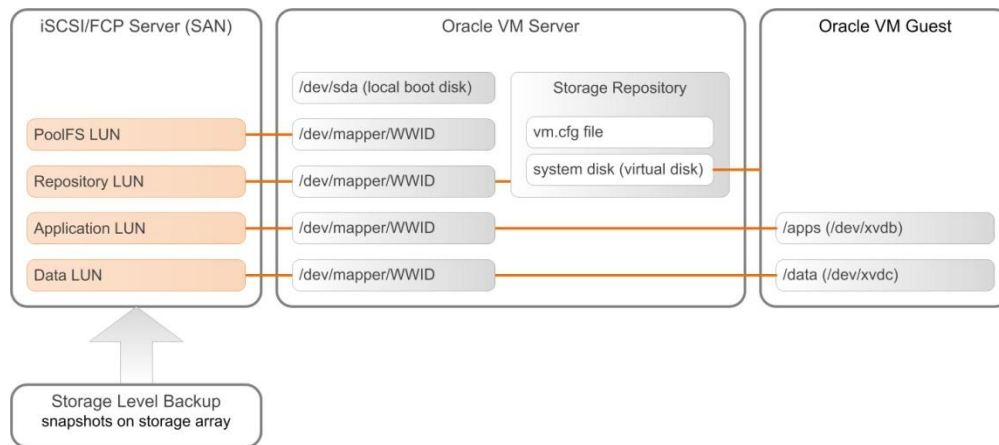 iSCSI/FCP Server (SAN)
Oracle VM Server
Oracle VM Guest
/dev/sda (local boot disk)
Storage Repository
PoolFS LUN
/dev/mapper/WWID
vm.cfg file
Repository LUN
/dev/mapper/WWID
system disk (virtual disk)
Application LUN
/dev/mapper/WWID
/apps (/dev/xvdb)
Data LUN
/dev/mapper/WWID
/data (/dev/xvdc)
Storage Level Backup
snapshots on storage array